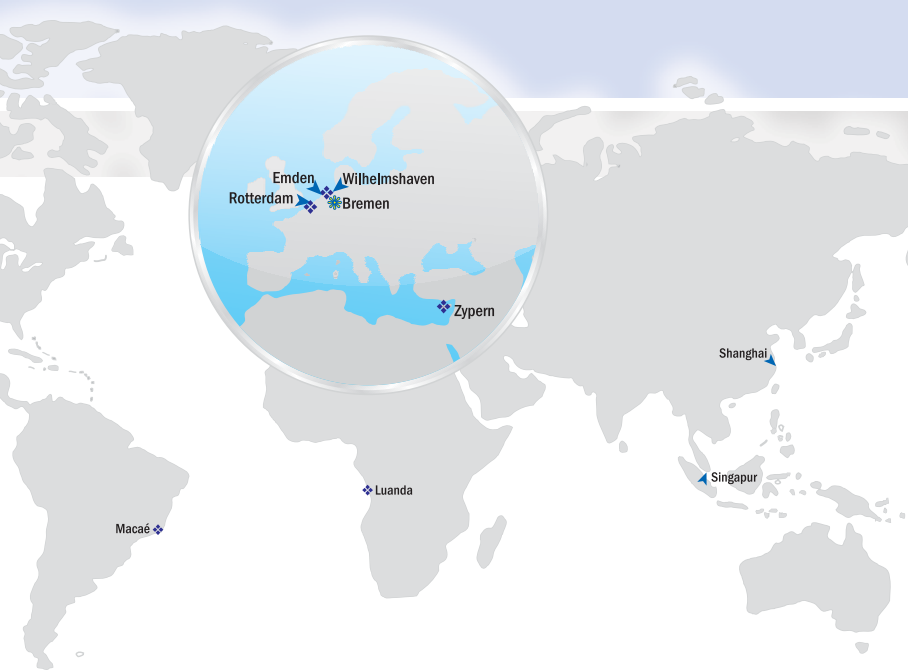 Emden
Wilhelmshaven
Rotterdam
Bremen
Zypern
Shanghai
Singapur
Luanda
Macaé